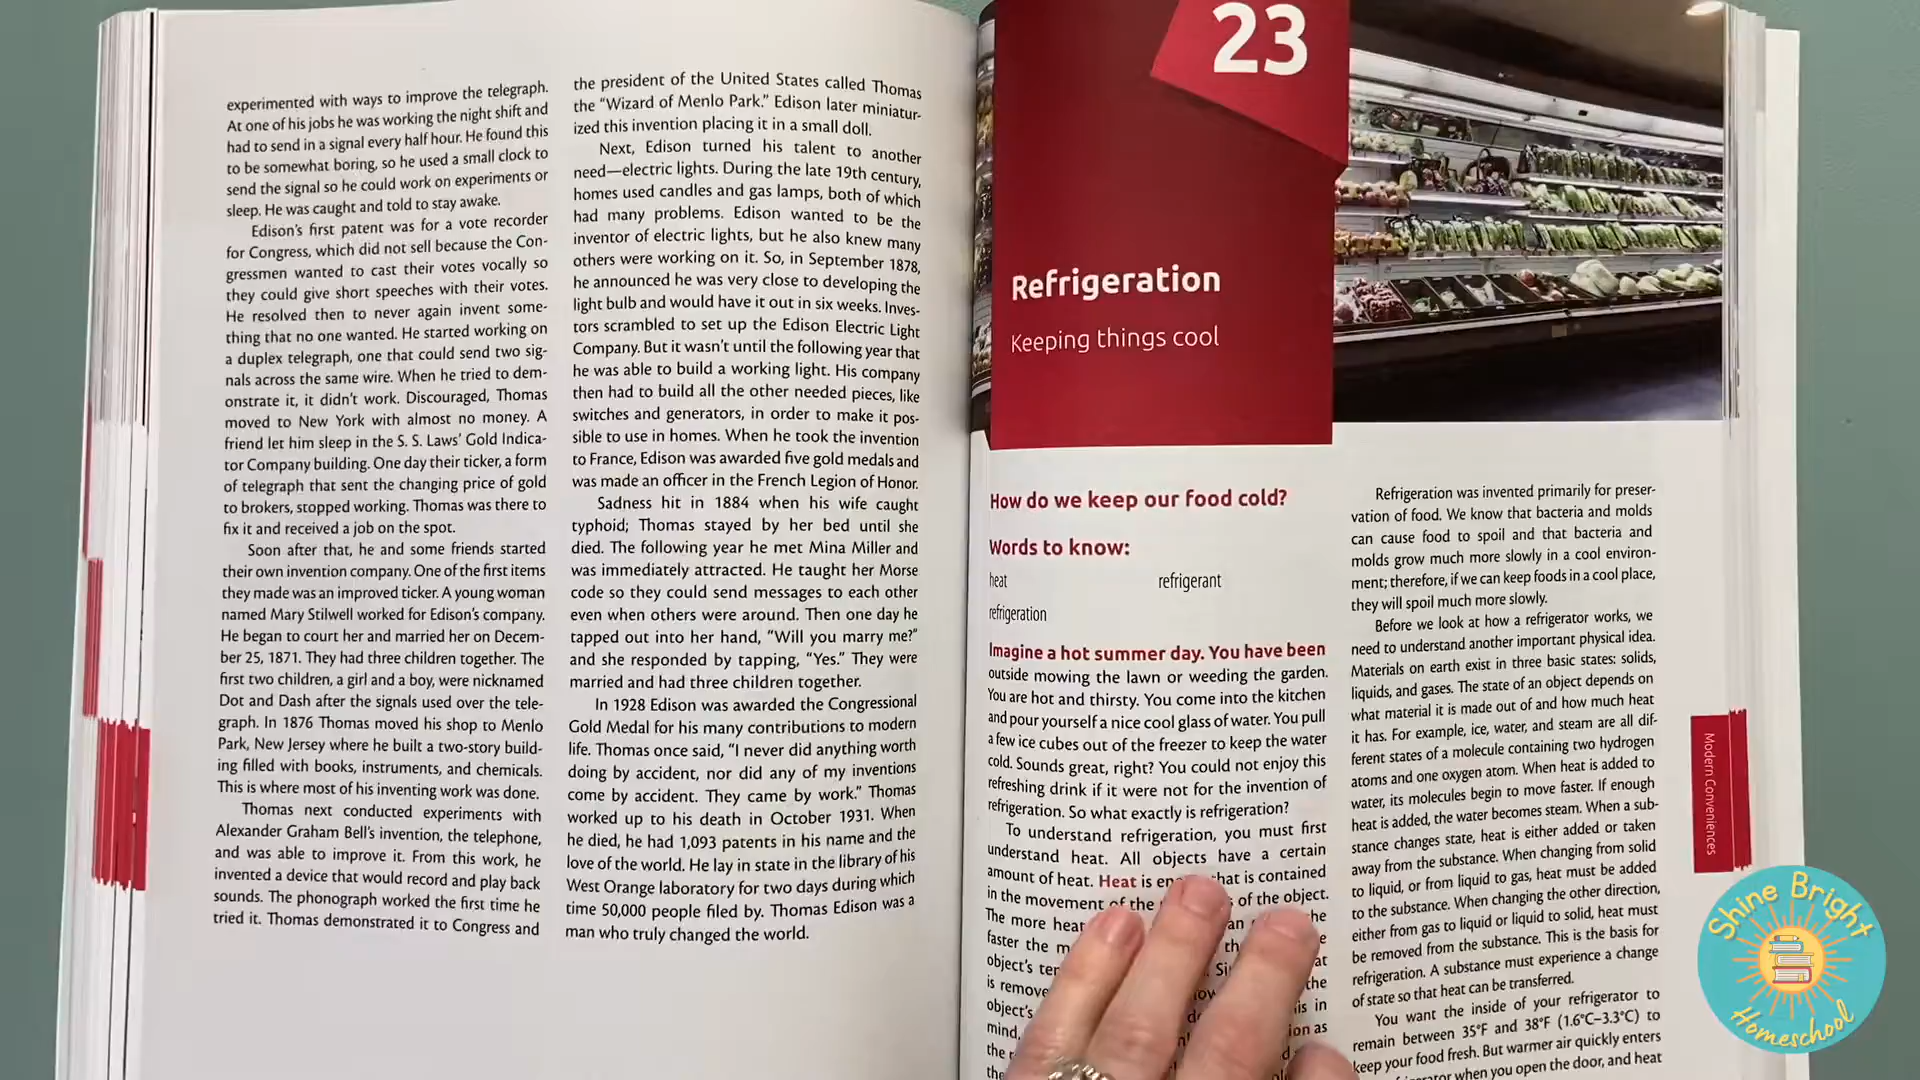 experimented with ways to improve the telegraph.
At one of his jobs he was working the night shift and
had to send in a signal every half hour. He found this
to be somewhat boring, so he used a small clock to
send the signal so he could work on experiments or
sleep. He was caught and told to stay awake.
Edison's first patent was for a vote recorder
for Congress, which did not sell because the Con-
gressmen wanted to cast their votes vocally so
they could give short speeches with their votes.
He resolved then to never again invent some-
thing that no one wanted. He started working on
a duplex telegraph, one that could send two sig-
nals across the same wire. When he tried to dem-
onstrate it, it didn't work. Discouraged, Thomas
moved to New York with almost no money. A
friend let him sleep in the S. S. Laws' Gold Indica-
tor Company building. One day their ticker, a form
of telegraph that sent the changing price of gold
to brokers, stopped working. Thomas was there to
fix it and received a job on the spot.
Soon after that, he and some friends started
their own invention company. One of the first items
they made was an improved ticker. A young woman
named Mary Stilwell worked for Edison's company.
He began to court her and married her on Decem-
ber 25, 1871. They had three children together. The
first two children, a girl and a boy, were nicknamed
Dot and Dash after the signals used over the tele-
graph. In 1876 Thomas moved his shop to Menlo
Park, New Jersey where he built a two-story build-
ing filled with books, instruments, and chemicals.
This is where most of his inventing work was done.
Thomas next conducted experiments with
Alexander Graham Bell's invention, the telephone,
and was able to improve it. From this work, he
invented a device that would record and play back
sounds. The phonograph worked the first time he
tried it. Thomas demonstrated it to Congress and
the president of the United States called Thomas
the "Wizard of Menlo Park." Edison later miniatur-
ized this invention placing it in a small doll.
Next, Edison turned his talent to another
need—electric lights. During the late 19th century,
homes used candles and gas lamps, both of which
had many problems. Edison wanted to be the
inventor of electric lights, but he also knew many
others were working on it. So, in September 1878,
he announced he was very close to developing the
light bulb and would have it out in six weeks. Inves-
tors scrambled to set up the Edison Electric Light
Company. But it wasn't until the following year that
he was able to build a working light. His company
then had to build all the other needed pieces, like
switches and generators, in order to make it pos-
sible to use in homes. When he took the invention
to France, Edison was awarded five gold medals and
was made an officer in the French Legion of Honor.
Sadness hit in 1884 when his wife caught
typhoid; Thomas stayed by her bed until she
died. The following year he met Mina Miller and
was immediately attracted. He taught her Morse
code so they could send messages to each other
even when others were around. Then one day he
tapped out into her hand, "Will you marry me?"
and she responded by tapping, "Yes." They were
married and had three children together.
In 1928 Edison was awarded the Congressional
Gold Medal for his many contributions to modern
life. Thomas once said, "I never did anything worth
doing by accident, nor did any of my inventions
come by accident. They came by work." Thomas
worked up to his death in October 1931. When
he died, he had 1,093 patents in his name and the
love of the world. He lay in state in the library of his
West Orange laboratory for two days during which
time 50,000 people filed by. Thomas Edison was a
man who truly changed the world.
23
Refrigeration
Keeping things cool
How do we keep our food cold?
Words to know:
heat refrigerant
refrigeration
Imagine a hot summer day. You have been
outside mowing the lawn or weeding the garden.
You are hot and thirsty. You come into the kitchen
and pour yourself a nice cool glass of water. You pull
a few ice cubes out of the freezer to keep the water
cold. Sounds great, right? You could not enjoy this
refreshing drink if it were not for the invention of
refrigeration. So what exactly is refrigeration?
To understand refrigeration, you must first
understand heat. All objects have a certain
amount of heat. Heat is that is contained
in the movement of the of the object.
The more heat an the
faster the
object's
is the
object's is in
mind, as
the
the
Refrigeration was invented primarily for preser-
vation of food. We know that bacteria and molds
can cause food to spoil and that bacteria and
molds grow much more slowly in a cool environ-
ment; therefore, if we can keep foods in a cool place,
they will spoil much more slowly.
Before we look at how a refrigerator works, we
need to understand another important physical idea.
Materials on earth exist in three basic states: solids,
liquids, and gases. The state of an object depends on
what material it is made out of and how much heat
it has. For example, ice, water, and steam are all dif-
ferent states of a molecule containing two hydrogen
atoms and one oxygen atom. When heat is added to
water, its molecules begin to move faster. If enough
heat is added, the water becomes steam. When a sub-
stance changes state, heat is either added or taken
away from the substance. When changing from solid
to liquid, or from liquid to gas, heat must be added
to the substance. When changing the other direction,
either from gas to liquid or liquid to solid, heat must
be removed from the substance. This is the basis for
refrigeration. A substance must experience a change
of state so that heat can be transferred.
You want the inside of your refrigerator to
remain between 35°F and 38°F (1.6°C–3.3°C) to
keep your food fresh. But warmer air quickly enters
when you open the door, and heat
Modern Conveniences
Shine Bright
Homeschool